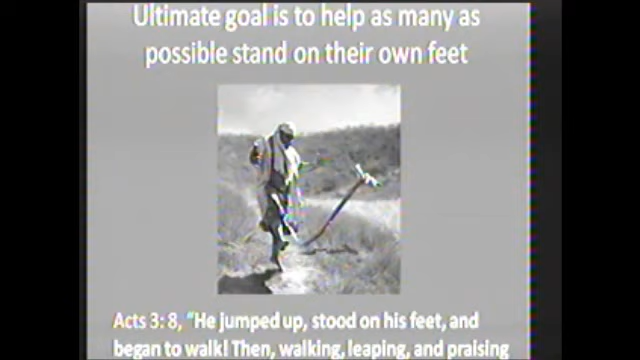 Ultimate goal is to help as many as
possible stand on their own feet
Acts 3: 8, "He jumped up, stood on his feet, and
began to walk! Then, walking, leaping, and praising